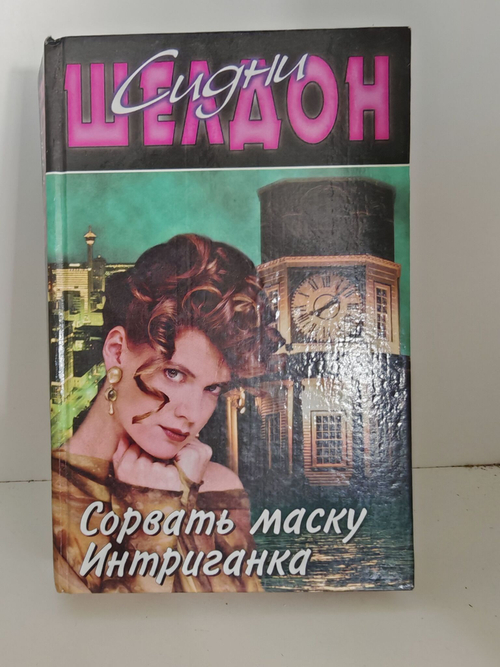 Сидни
ШЕЛДОН
Сорвать маску
Интриганка